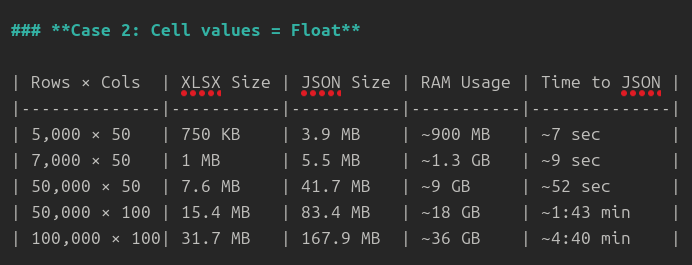 ### **Case 2: Cell values = Float**
| Rows × Cols  | XLSX Size | JSON Size | RAM Usage | Time to JSON |
|--------------|-----------|-----------|-----------|--------------|
| 5,000 × 50   | 750 KB    | 3.9 MB    | ~900 MB   | ~7 sec       |
| 7,000 × 50   | 1 MB      | 5.5 MB    | ~1.3 GB   | ~9 sec       |
| 50,000 × 50  | 7.6 MB    | 41.7 MB   | ~9 GB     | ~52 sec      |
| 50,000 × 100 | 15.4 MB   | 83.4 MB   | ~18 GB    | ~1:43 min    |
| 100,000 × 100| 31.7 MB   | 167.9 MB  | ~36 GB    | ~4:40 min    |